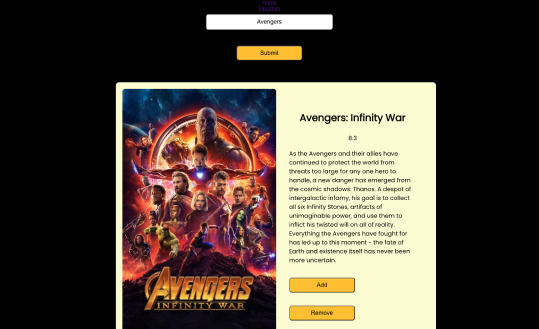 Home
Favorites
Avengers
Submit
Avengers: Infinity War
8.3
As the Avengers and their allies have
continued to protect the world from
threats too large for any one hero to
handle, a new danger has emerged from
the cosmic shadows: Thanos. A despot of
intergalactic infamy, his goal is to collect
all six Infinity Stones, artifacts of
unimaginable power, and use them to
inflict his twisted will on all of reality.
Everything the Avengers have fought for
has led up to this moment - the fate of
Earth and existence itself has never been
more uncertain.
AVENGERS
INFINITY WAR
Add
Remove